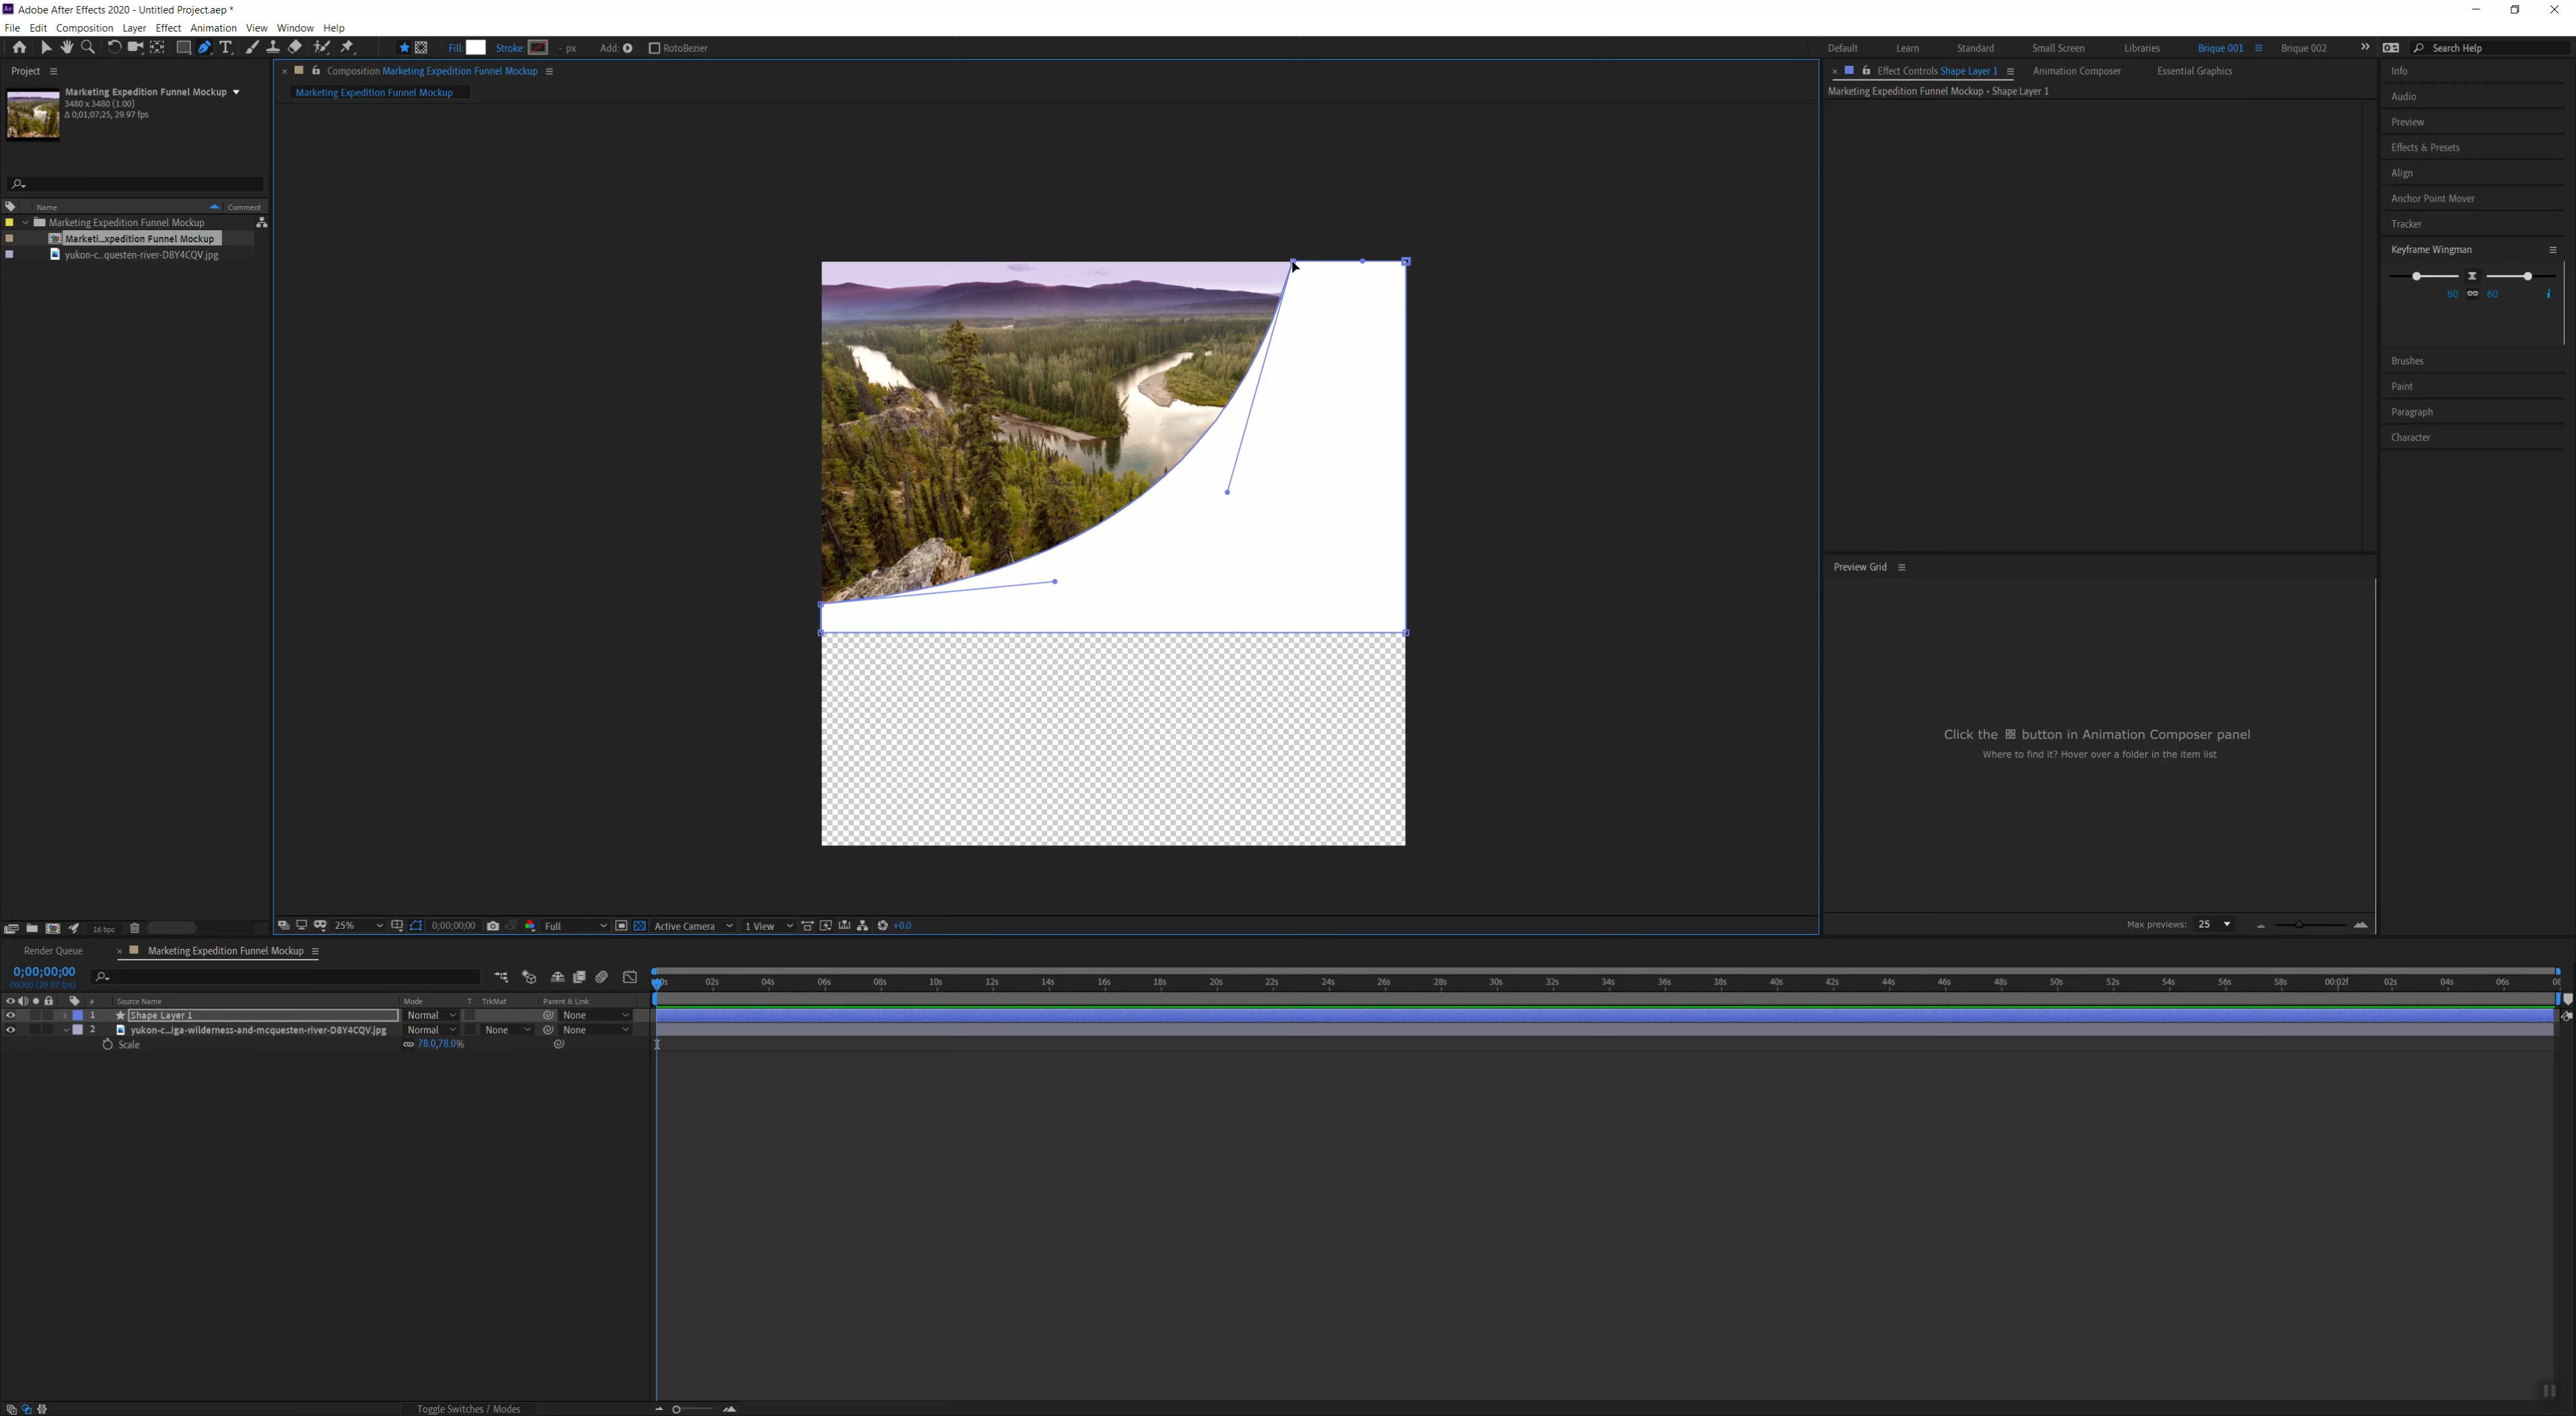 Ae Adobe After Effects 2020 - Untitled Project.aep *
File Edit Composition Layer Effect Animation View Window Help
Fill: Stroke: - px Add: RotoBezier
Default Learn Standard Small Screen Libraries Brique 001 Brique 002 » Search Help
Project
Marketing Expedition Funnel Mockup
3480 x 3480 (1.00)
Δ 0;01;07;25, 29.97 fps
Name Comment
Marketing Expedition Funnel Mockup
Marketi...xpedition Funnel Mockup
yukon-c...questen-river-D8Y4CQV.jpg
16 bpc
× Composition Marketing Expedition Funnel Mockup
Marketing Expedition Funnel Mockup
25% 0;00;00;00 Full Active Camera 1 View +0.0
× Effect Controls Shape Layer 1 Animation Composer Essential Graphics
Marketing Expedition Funnel Mockup • Shape Layer 1
Preview Grid
Click the button in Animation Composer panel
Where to find it? Hover over a folder in the item list
Max previews: 25
Info
Audio
Preview
Effects & Presets
Align
Anchor Point Mover
Tracker
Keyframe Wingman
60 60 i
Brushes
Paint
Paragraph
Character
Render Queue × Marketing Expedition Funnel Mockup
0;00;00;00
00000 (29.97 fps)
02s 04s 06s 08s 10s 12s 14s 16s 18s 20s 22s 24s 26s 28s 30s 32s 34s 36s 38s 40s 42s 44s 46s 48s 50s 52s 54s 56s 58s 00:02f 02s 04s 06s
# Source Name Mode T TrkMat Parent & Link
1 Shape Layer 1 Normal None
2 yukon-c...iga-wilderness-and-mcquesten-river-D8Y4CQV.jpg Normal None None
Scale 78.0,78.0%
Toggle Switches / Modes